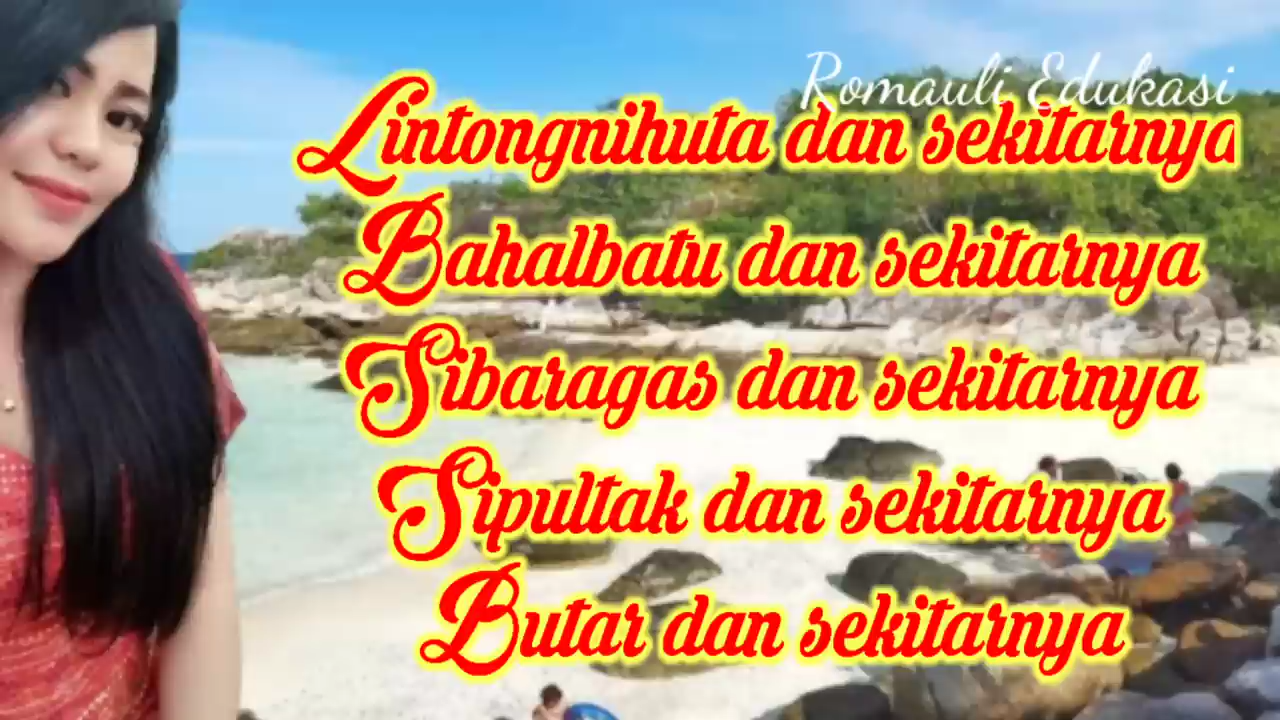 Romauli Edukasi
Lintongnihuta dan sekitarnya
Bahalbatu dan sekitarnya
Sibaragas dan sekitarnya
Sipultak dan sekitarnya
Butar dan sekitarnya